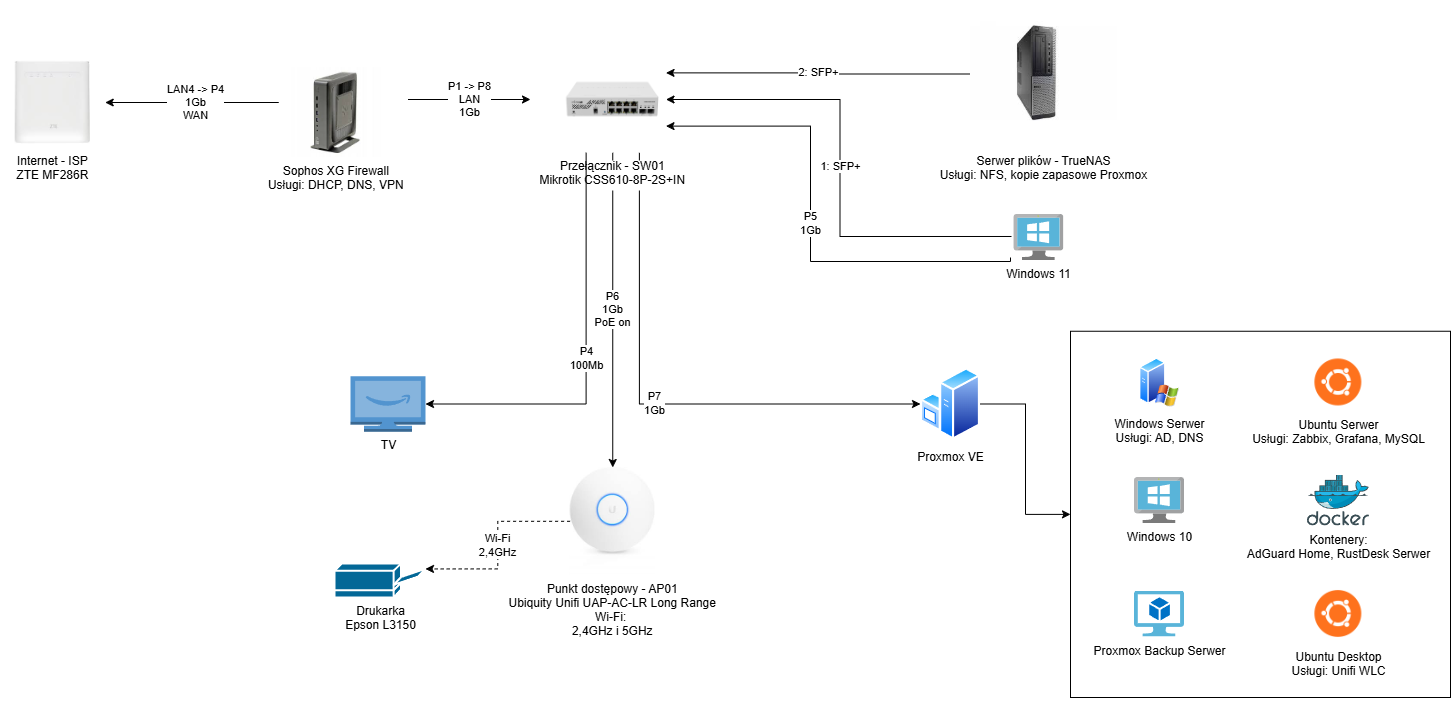 LAN4 -> P4
1Gb
WAN
P1 -> P8
LAN
1Gb
2: SFP+
1: SFP+
P5
1Gb
Internet - ISP
ZTE MF286R
Sophos XG Firewall
Usługi: DHCP, DNS, VPN
Przełącznik - SW01
Mikrotik CSS610-8P-2S+IN
Serwer plików - TrueNAS
Usługi: NFS, kopie zapasowe Proxmox
Windows 11
P6
1Gb
PoE on
P4
100Mb
P7
1Gb
TV
Proxmox VE
Wi-Fi
2,4GHz
Drukarka
Epson L3150
Punkt dostępowy - AP01
Ubiquity Unifi UAP-AC-LR Long Range
Wi-Fi:
2,4GHz i 5GHz
Windows Serwer
Usługi: AD, DNS
Ubuntu Serwer
Usługi: Zabbix, Grafana, MySQL
Windows 10
docker
Kontenery:
AdGuard Home, RustDesk Serwer
Proxmox Backup Serwer
Ubuntu Desktop
Usługi: Unifi WLC